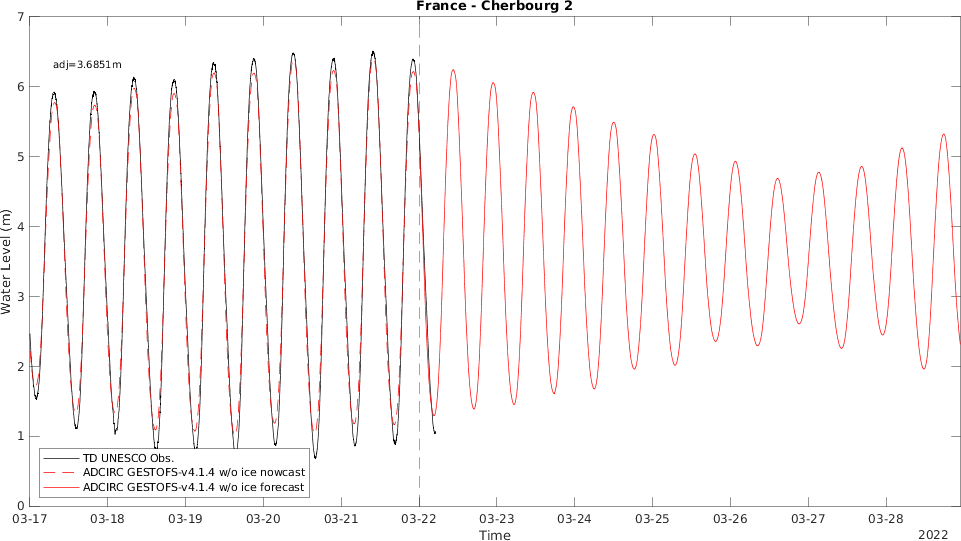 France - Cherbourg 2
7
adj=3.6851m
6
5
4
Water Level (m)
3
2
1
TD UNESCO Obs.
ADCIRC GESTOFS-v4.1.4 w/o ice nowcast
ADCIRC GESTOFS-v4.1.4 w/o ice forecast
0
03-17 03-18 03-19 03-20 03-21 03-22 03-23 03-24 03-25 03-26 03-27 03-28
Time
2022